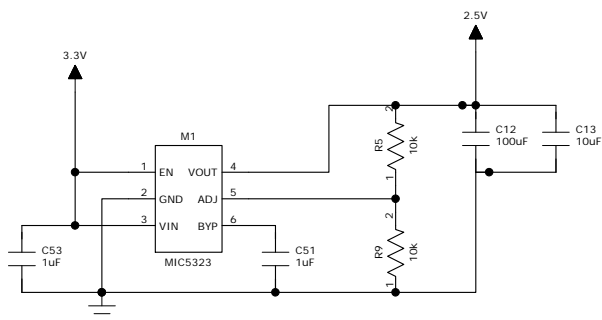 2.5V
3.3V
M1
2
R5
10k
1
C12
100uF
C13
10uF
1 EN VOUT 4
2 GND ADJ 5
3 VIN BYP 6
MIC5323
C53
1uF
C51
1uF
2
R9
10k
1